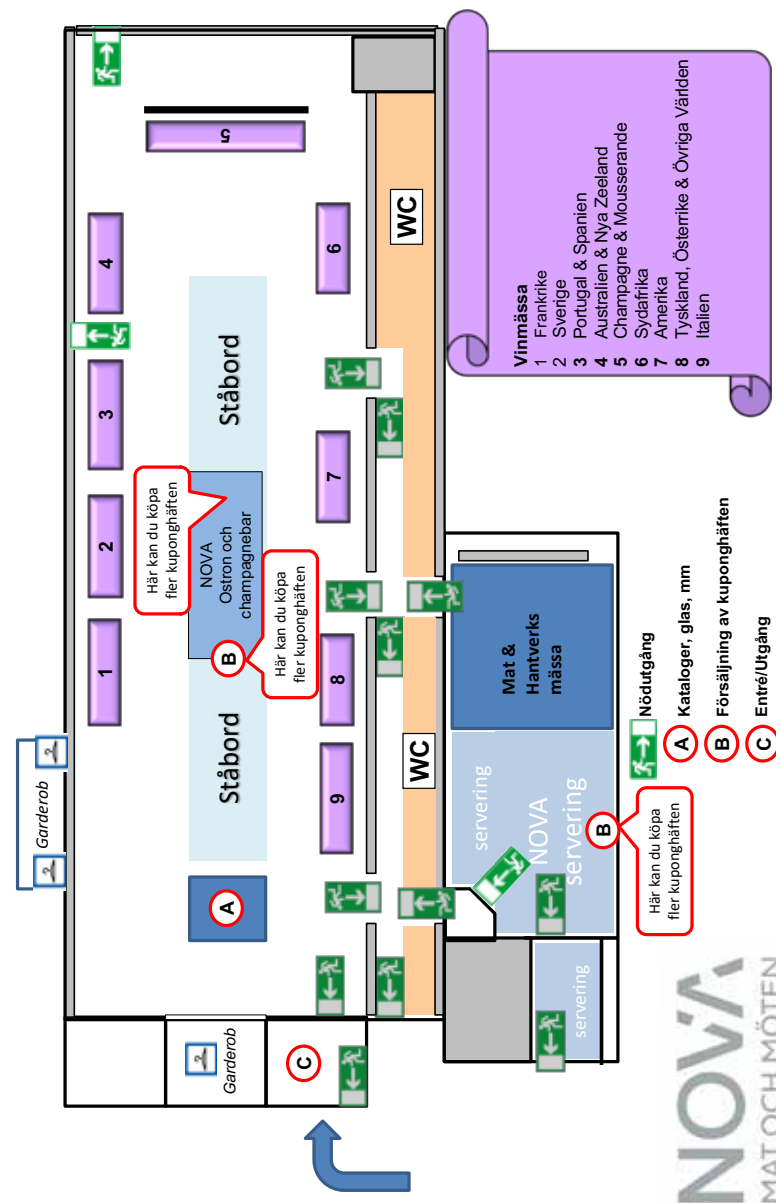 Garderob
1
2
3
4
5
Här kan du köpa
fler kuponghäften
Ståbord
NOVA
Ostron och
champagnebar
Ståbord
A
B
Här kan du köpa
fler kuponghäften
Garderob
C
9
8
7
6
WC
WC
servering
NOVA
servering
Mat &
Hantverks
mässa
servering
B
Här kan du köpa
fler kuponghäften
Vinmässa
1 Frankrike
2 Sverige
3 Portugal & Spanien
4 Australien & Nya Zeeland
5 Champagne & Mousserande
6 Sydafrika
7 Amerika
8 Tyskland, Österrike & Övriga Världen
9 Italien
Nödutgång
A Kataloger, glas, mm
B Försäljning av kuponghäften
C Entré/Utgång
NOVA
MAT OCH MÖTEN